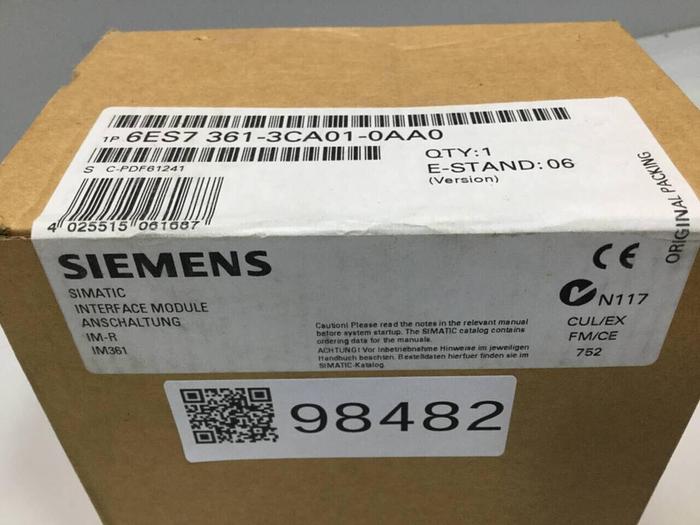 1P 6ES7 361-3CA01-0AA0
QTY:1
S C-PDF61241
E-STAND:06
(Version)
4 025515 061687
ORIGINAL PACKING
SIEMENS
SIMATIC
INTERFACE MODULE
ANSCHALTUNG
IM-R
IM361
Caution! Please read the notes in the relevant manual
before system startup. The SIMATIC catalog contains
ordering data for the manuals.
ACHTUNG! Vor Inbetriebnahme Hinweise im jeweiligen
Handbuch beachten. Bestelldaten hierfuer finden sie im
SIMATIC-Katalog.
CE
N117
CUL/EX
FM/CE
752
98482